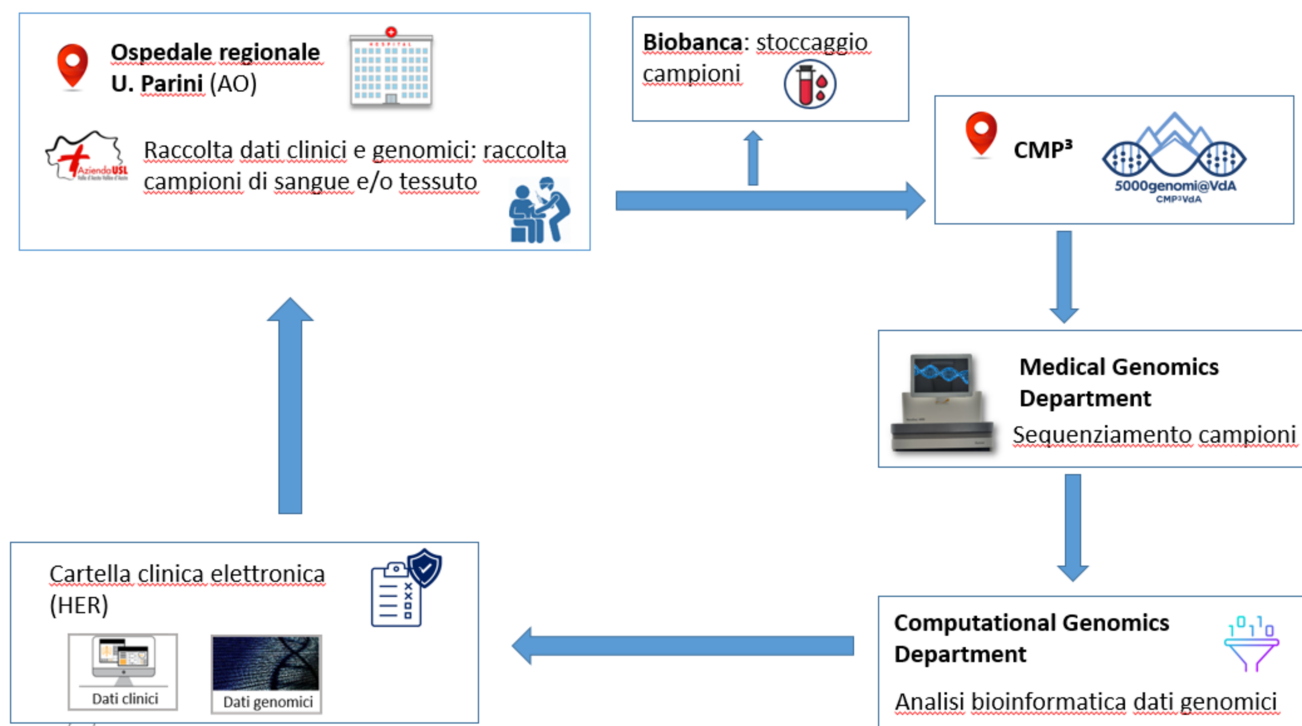 Ospedale regionale
U. Parini (AO)
HOSPITAL
AziendaUSL
Raccolta dati clinici e genomici: raccolta
campioni di sangue e/o tessuto
Biobanca: stoccaggio
campioni
CMP³
5000genomi@VdA
CMP³VdA
Medical Genomics
Department
Sequenziamento campioni
Computational Genomics
Department
Analisi bioinformatica dati genomici
Cartella clinica elettronica
(HER)
Dati clinici
Dati genomici